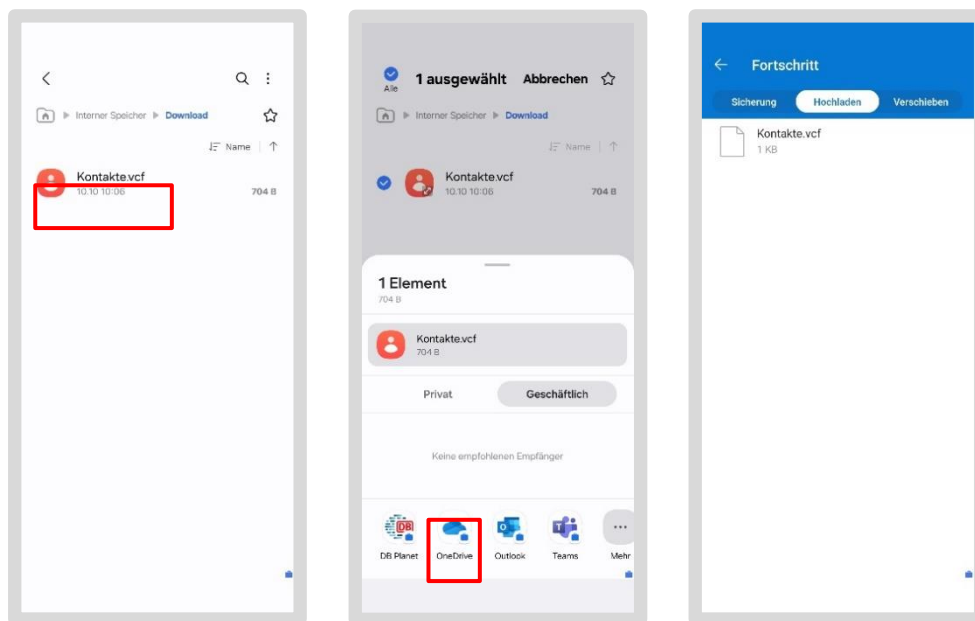 Interner Speicher Download
Name
Kontakte.vcf
10.10 10:06
704 B
Alle
1 ausgewählt Abbrechen
Interner Speicher Download
Name
Kontakte.vcf
10.10 10:06
704 B
1 Element
704 B
Kontakte.vcf
704 B
Privat
Geschäftlich
Keine empfohlenen Empfänger
DB
DB Planet
OneDrive
Outlook
Teams
Mehr
Fortschritt
Sicherung
Hochladen
Verschieben
Kontakte.vcf
1 KB